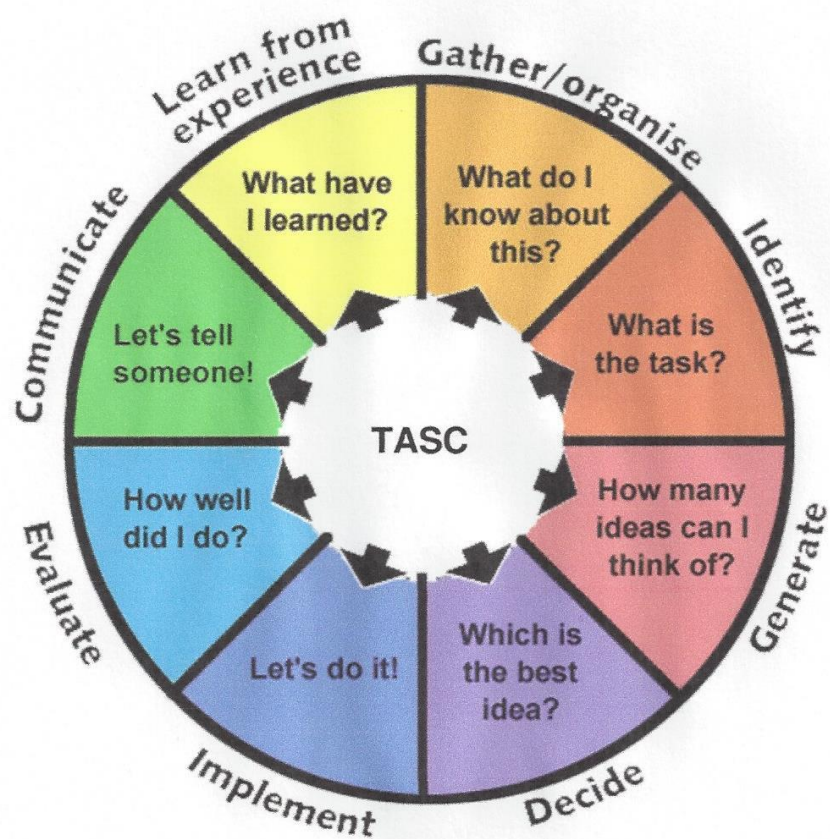 Gather/organise
What do I
know about
this?
Identify
What is
the task?
Generate
How many
ideas can I
think of?
Decide
Which is
the best
idea?
Implement
Let's do it!
Evaluate
How well
did I do?
Communicate
Let's tell
someone!
Learn from
experience
What have
I learned?
TASC